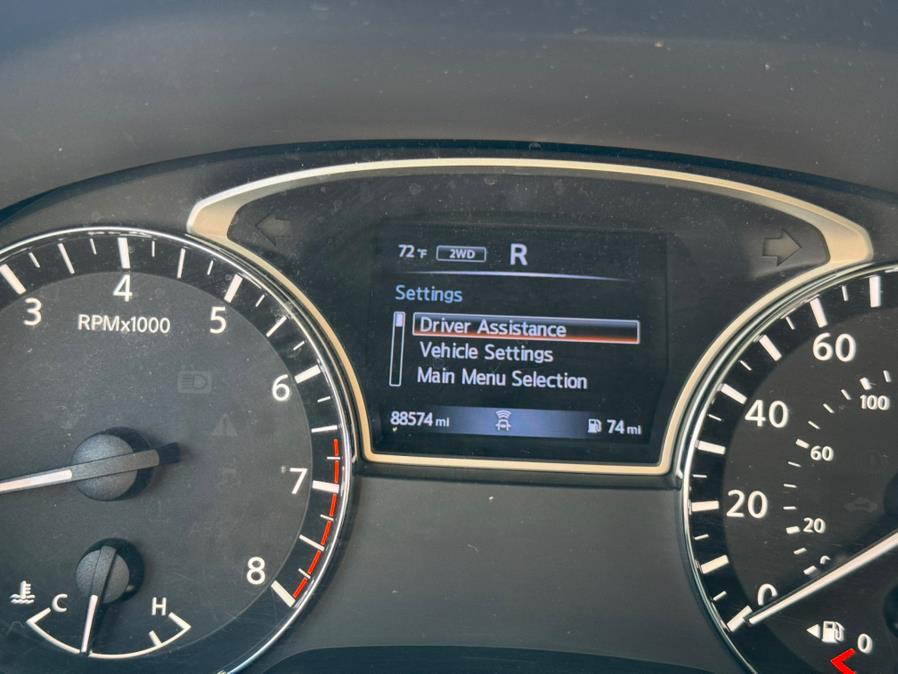 72°F 2WD R
Settings
Driver Assistance
Vehicle Settings
Main Menu Selection
88574 mi 74 mi
3 4 5 6 7 8
RPMx1000
C H
0 20 40 60
20 60 100
0